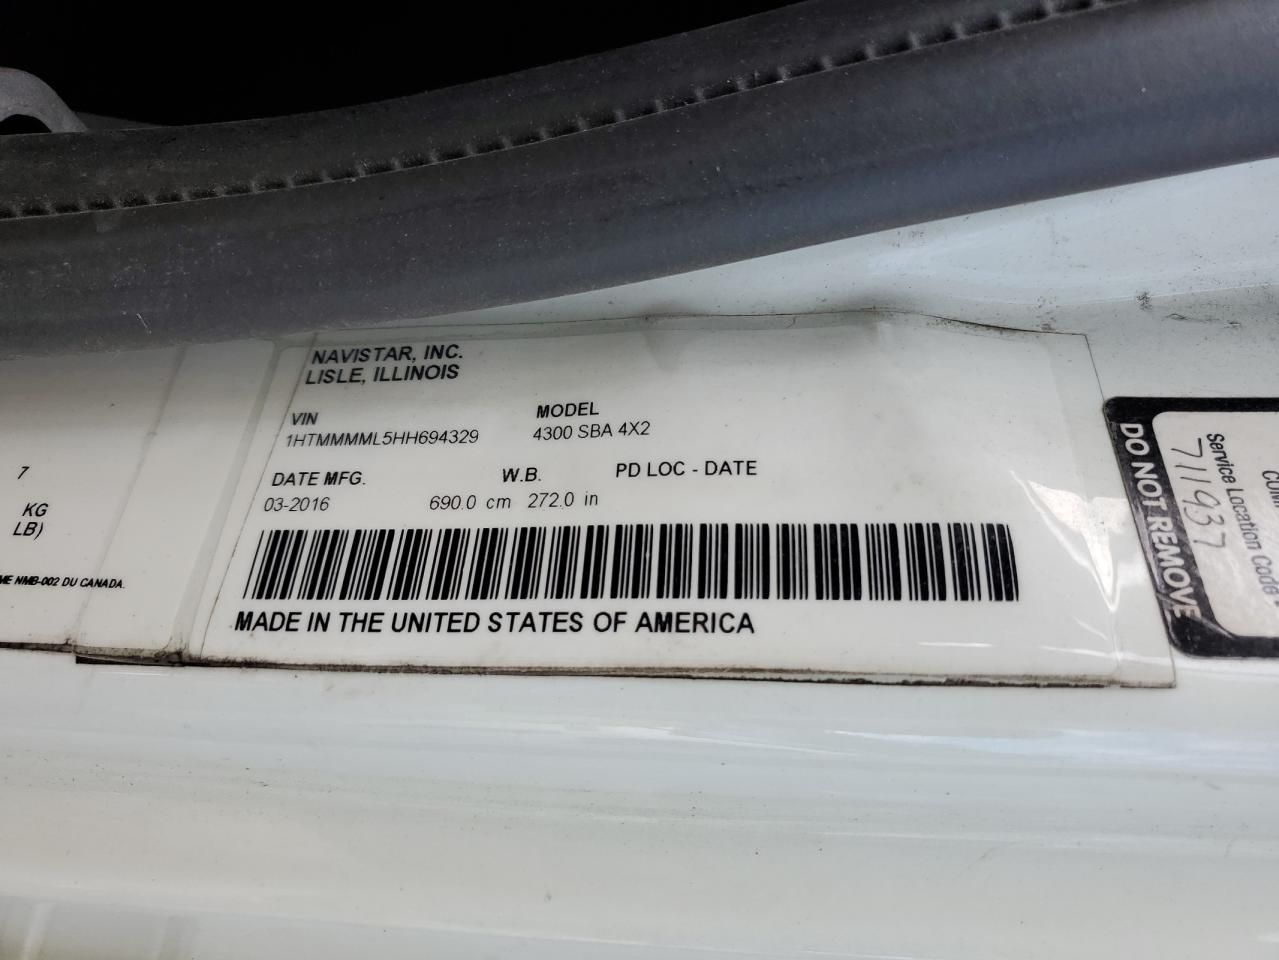 NAVISTAR, INC.
LISLE, ILLINOIS
VIN
1HTMMMML5HH694329
MODEL
4300 SBA 4X2
DATE MFG.
03-2016
W.B.
690.0 cm 272.0 in
PD LOC - DATE
MADE IN THE UNITED STATES OF AMERICA
7
KG
LB)
NMB-002 DU CANADA.
DO NOT REMOVE
Service Location Code
711937